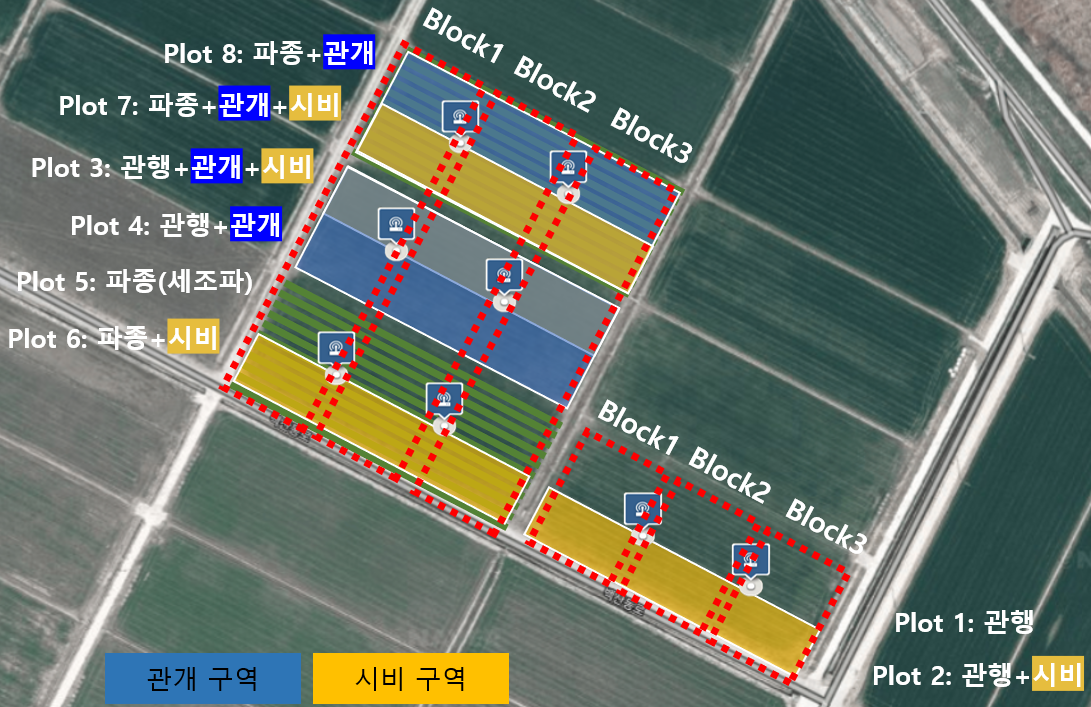 Block1 Block2 Block3
Plot 8: 파종+관개
Plot 7: 파종+관개+시비
Plot 3: 관행+관개+시비
Plot 4: 관행+관개
Plot 5: 파종(세조파)
Plot 6: 파종+시비
Block1 Block2 Block3
Plot 1: 관행
Plot 2: 관행+시비
관개 구역
시비 구역